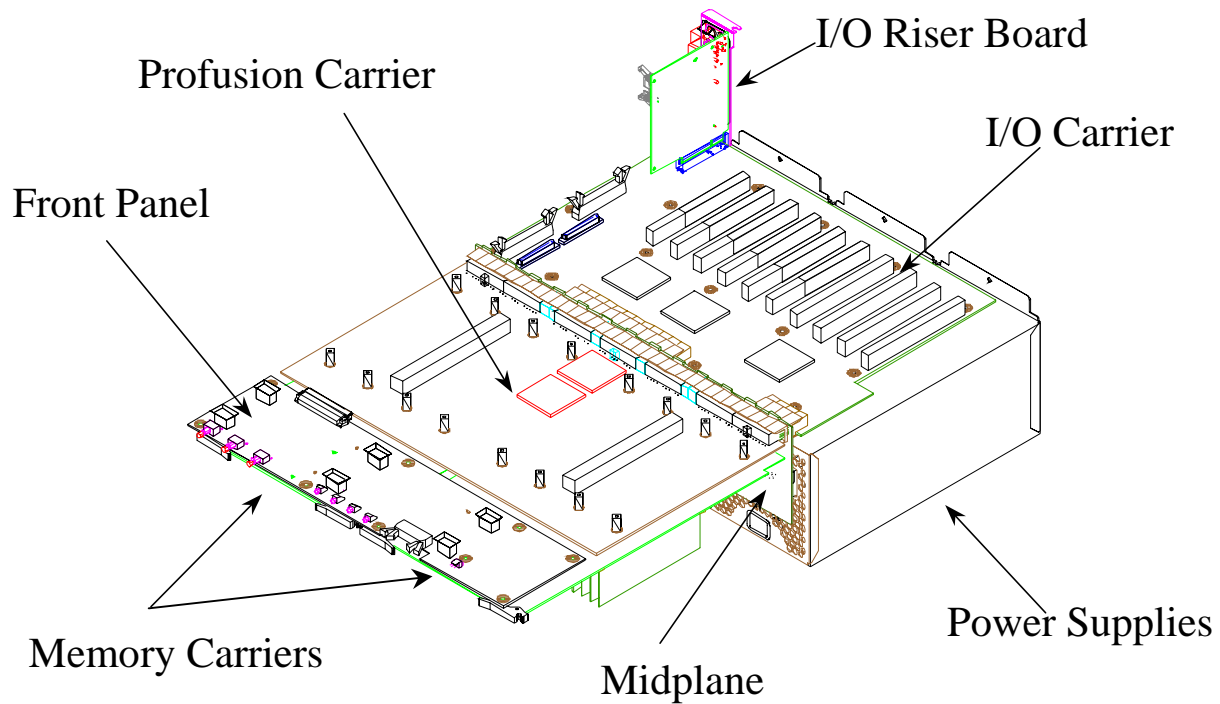 I/O Riser Board
Profusion Carrier
I/O Carrier
Front Panel
Power Supplies
Memory Carriers
Midplane